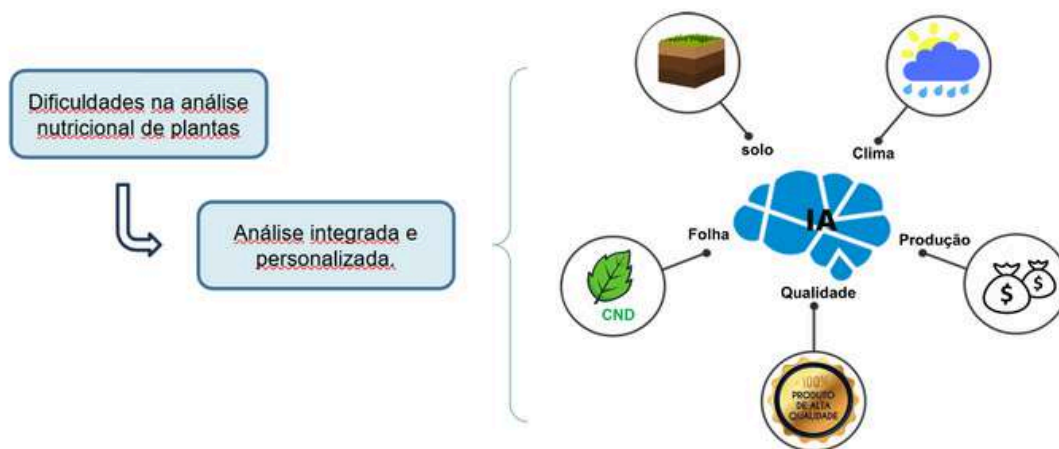 Dificuldades na análise
nutricional de plantas
Análise integrada e
personalizada.
solo
Clima
IA
Folha
Produção
CND
$
$
Qualidade
100%
PRODUTO
DE ALTA
QUALIDADE